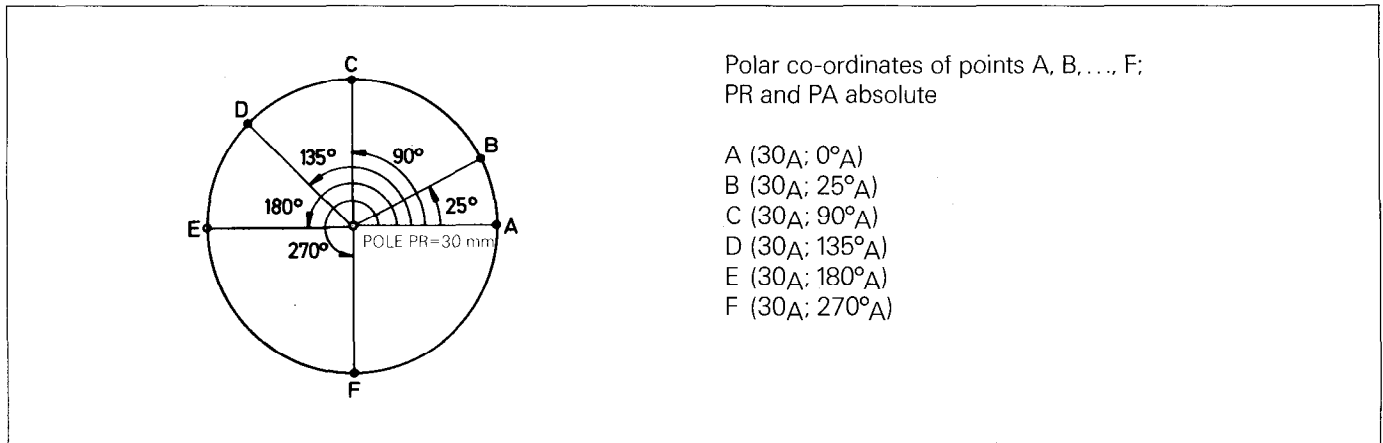 C
D
B
135°
90°
180°
25°
E
A
270°
POLE PR=30 mm
F
Polar co-ordinates of points A, B, ..., F;
PR and PA absolute
A (30A; 0°A)
B (30A; 25°A)
C (30A; 90°A)
D (30A; 135°A)
E (30A; 180°A)
F (30A; 270°A)